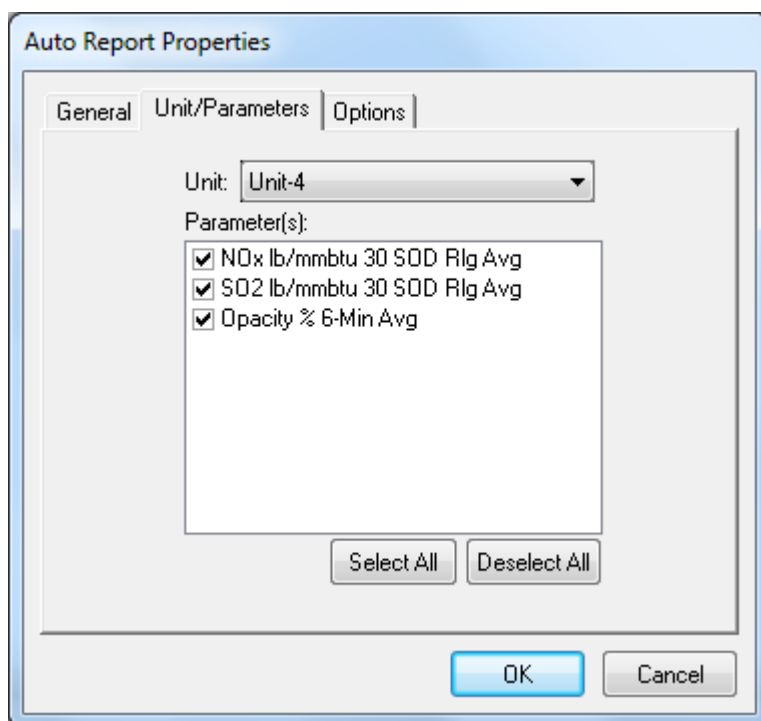 Auto Report Properties
General Unit/Parameters Options
Unit: Unit-4
Parameter(s):
NOx lb/mmbtu 30 SOD Rlg Avg
SO2 lb/mmbtu 30 SOD Rlg Avg
Opacity % 6-Min Avg
Select All Deselect All
OK Cancel